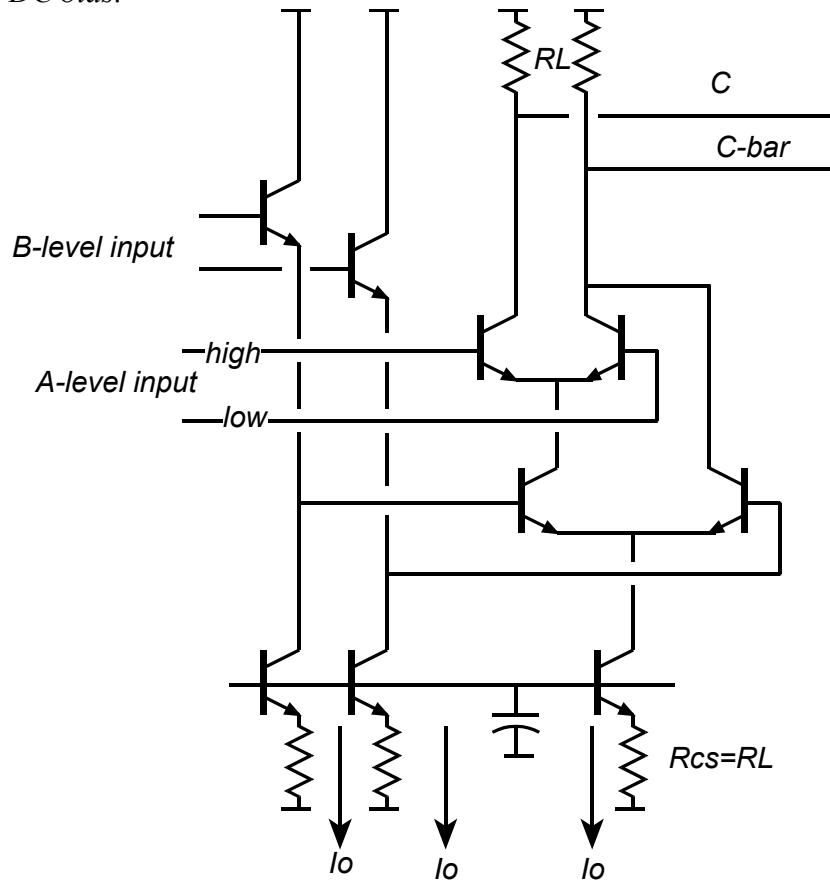 DC bias.
RL
C
C-bar
B-level input
high
A-level input
low
Rcs=RL
Io
Io
Io